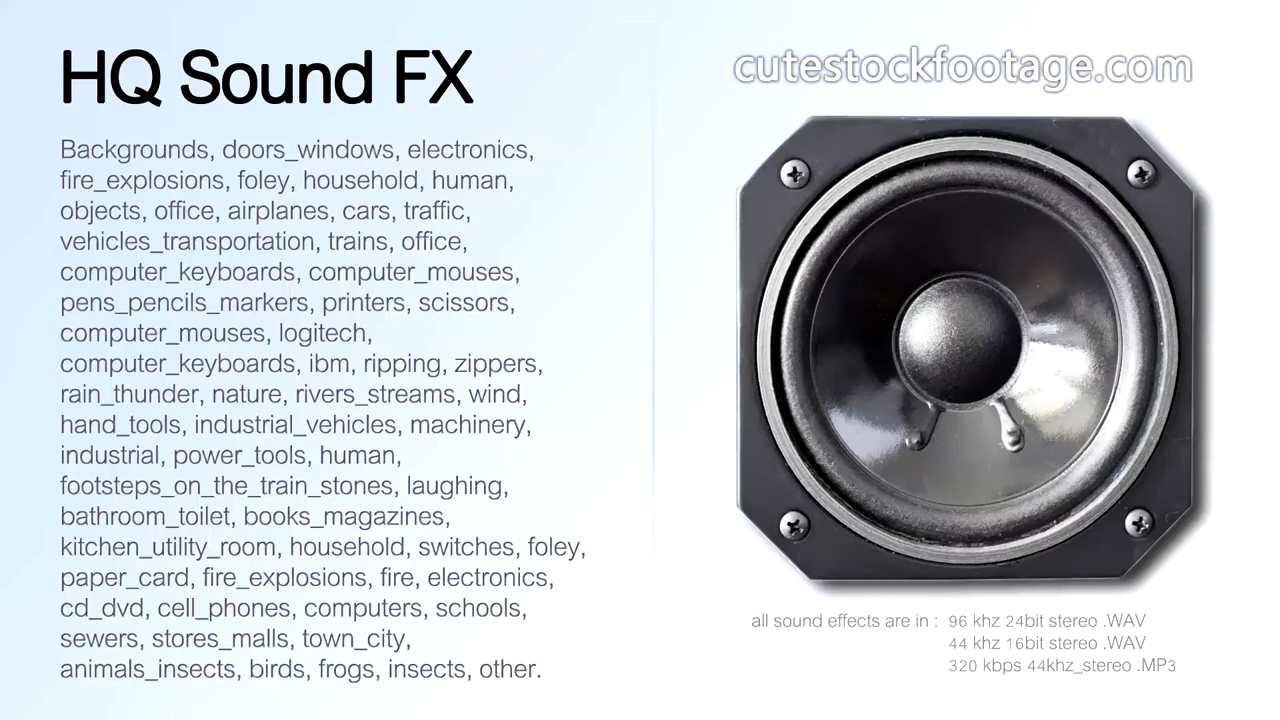 HQ Sound FX
Backgrounds, doors_windows, electronics,
fire_explosions, foley, household, human,
objects, office, airplanes, cars, traffic,
vehicles_transportation, trains, office,
computer_keyboards, computer_mouses,
pens_pencils_markers, printers, scissors,
computer_mouses, logitech,
computer_keyboards, ibm, ripping, zippers,
rain_thunder, nature, rivers_streams, wind,
hand_tools, industrial_vehicles, machinery,
industrial, power_tools, human,
footsteps_on_the_train_stones, laughing,
bathroom_toilet, books_magazines,
kitchen_utility_room, household, switches, foley,
paper_card, fire_explosions, fire, electronics,
cd_dvd, cell_phones, computers, schools,
sewers, stores_malls, town_city,
animals_insects, birds, frogs, insects, other.
cutestockfootage.com
all sound effects are in : 96 khz 24bit stereo .WAV
44 khz 16bit stereo .WAV
320 kbps 44khz_stereo .MP3